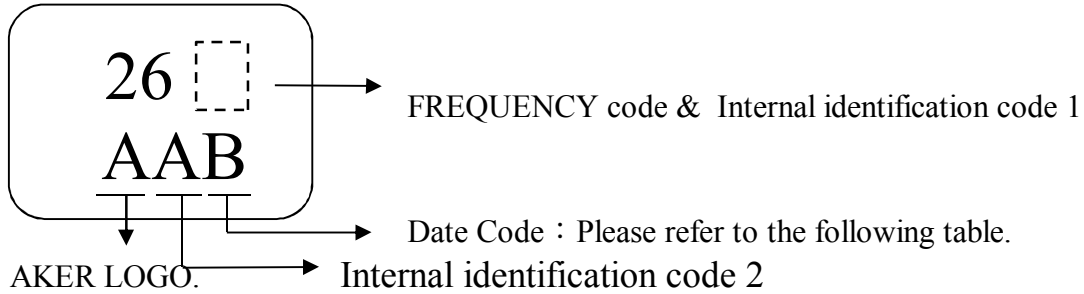 26
FREQUENCY code & Internal identification code 1
AAB
Date Code：Please refer to the following table.
AKER LOGO.
Internal identification code 2